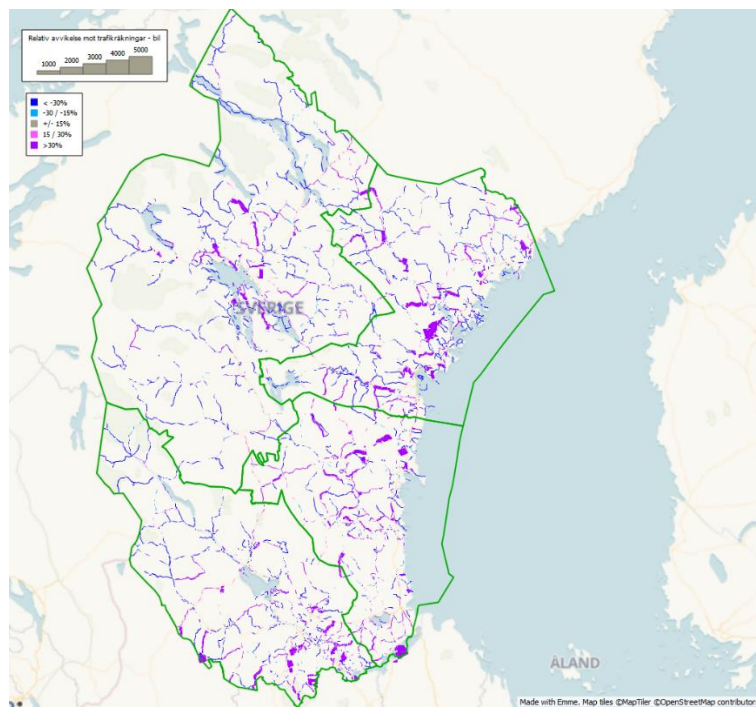 Relativ avvikelse mot trafikräkningar - bil
1000 2000 3000 4000 5000
< -30%
-30 / -15%
+/- 15%
15 / 30%
>30%
SVERIGE
ÅLAND
Made with Emme. Map tiles ©MapTiler ©OpenStreetMap contributor